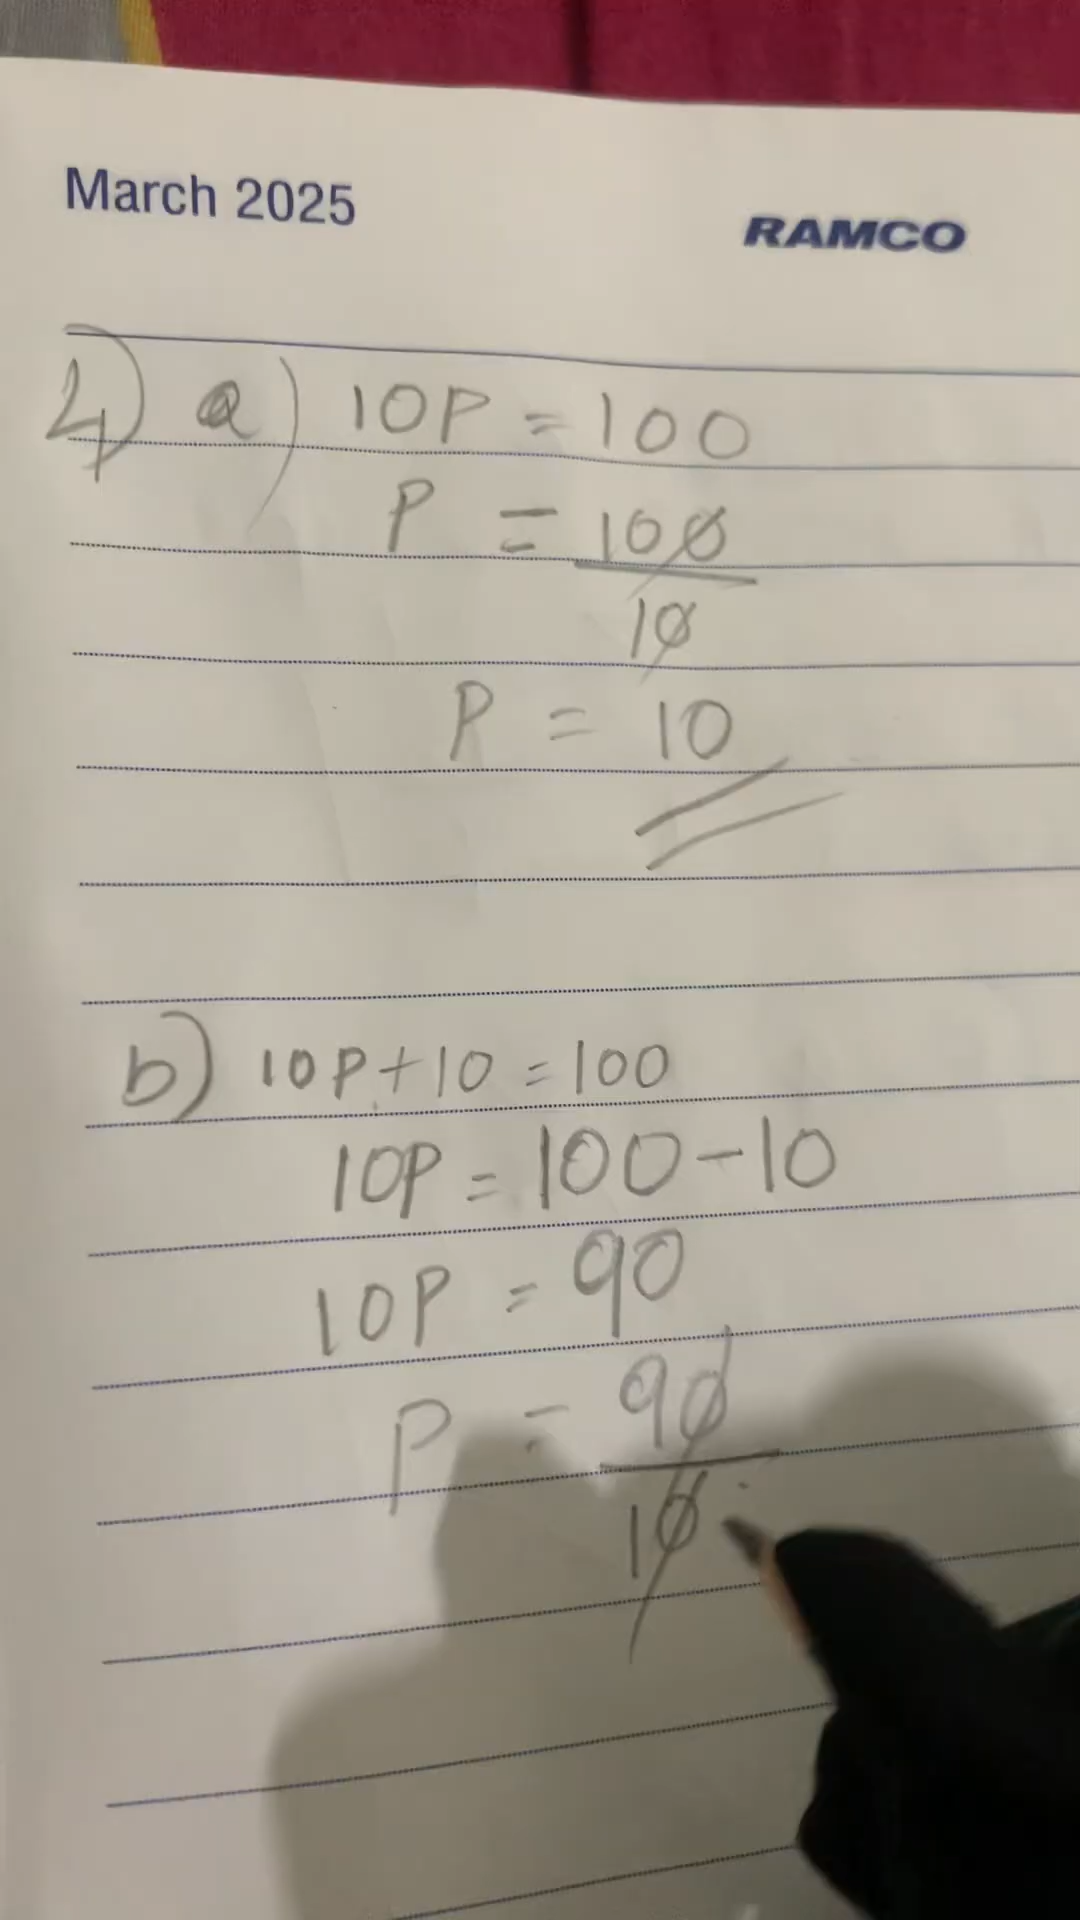 March 2025
RAMCO
4) a) 10P = 100
P = 100/10
P = 10
b) 10P + 10 = 100
10P = 100 - 10
10P = 90
P = 90/10